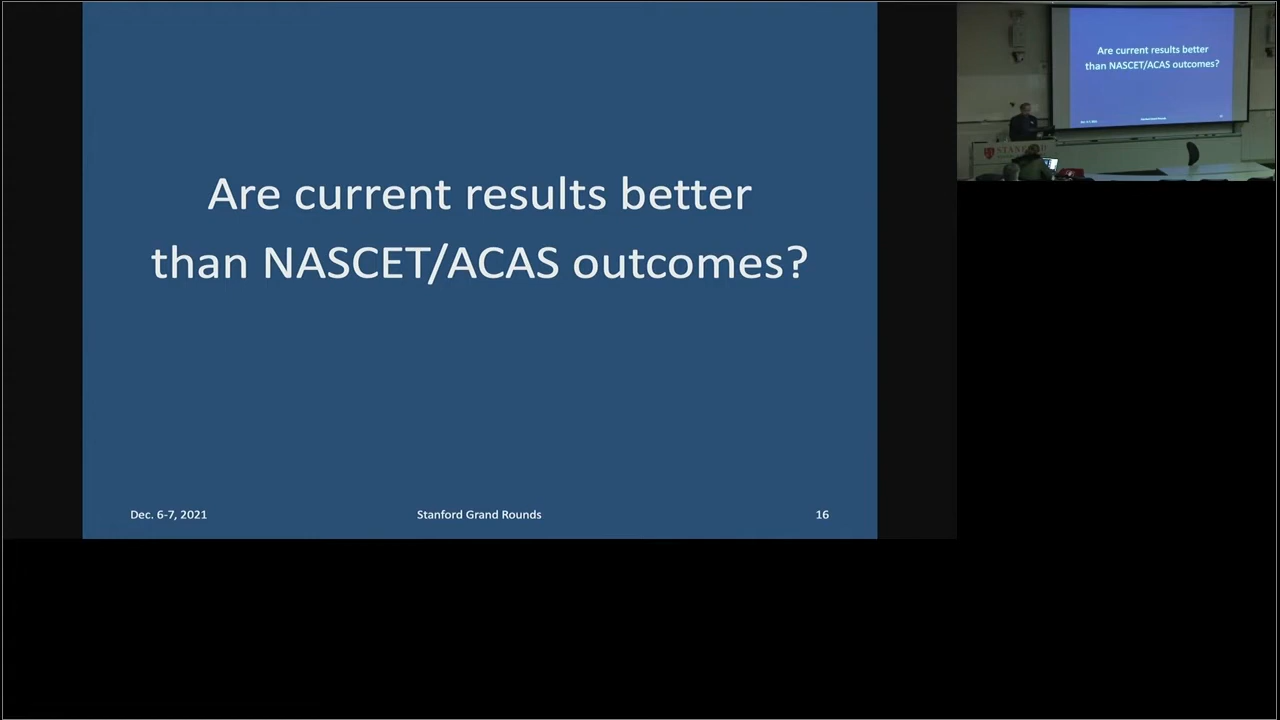 Are current results better
than NASCET/ACAS outcomes?
Dec. 6-7, 2021
Stanford Grand Rounds
16
Are current results better
than NASCET/ACAS outcomes?
STANFORD